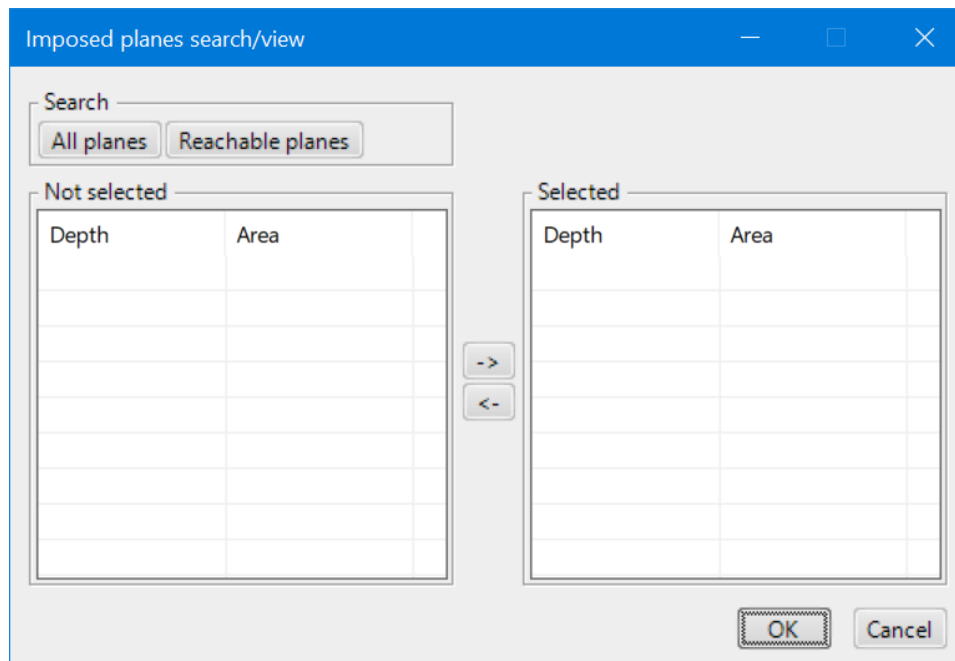 Imposed planes search/view
Search
All planes Reachable planes
Not selected
Depth Area
Selected
Depth Area
->
<-
OK Cancel